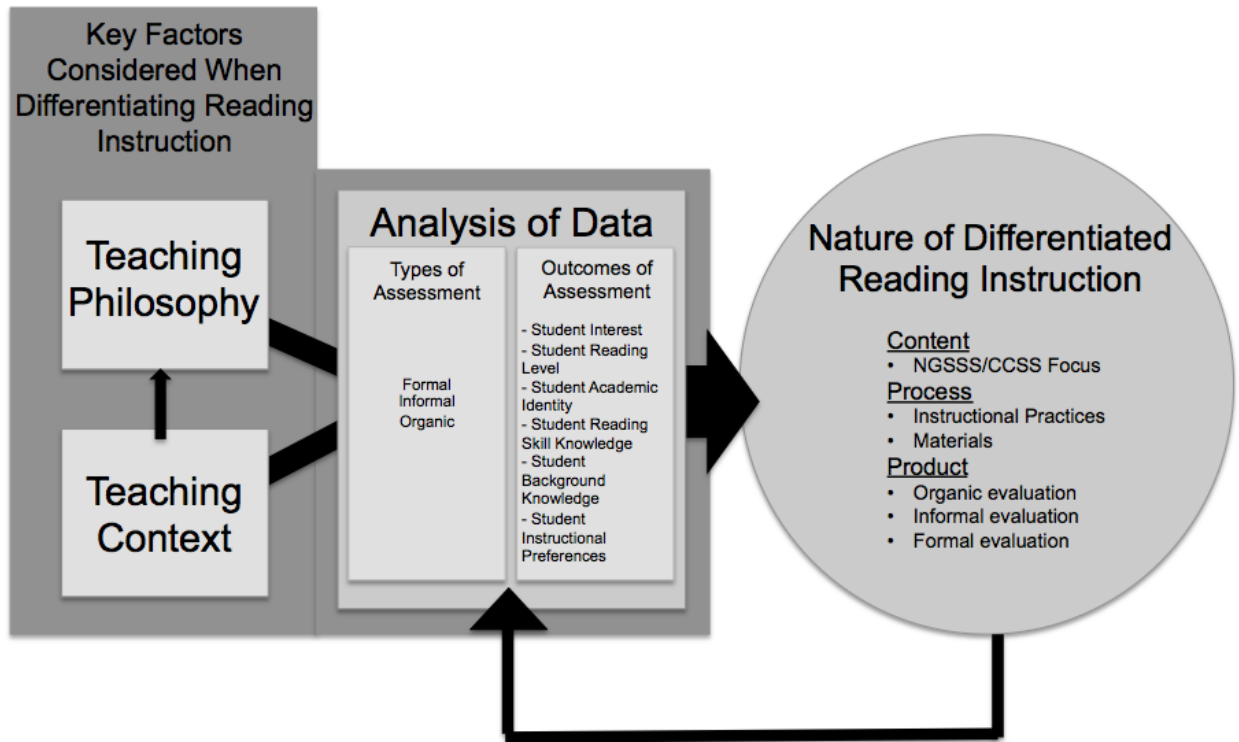 Key Factors
Considered When
Differentiating Reading
Instruction
Teaching
Philosophy
Teaching
Context
Analysis of Data
Types of
Assessment
Formal
Informal
Organic
Outcomes of
Assessment
- Student Interest
- Student Reading
Level
- Student Academic
Identity
- Student Reading
Skill Knowledge
- Student
Background
Knowledge
- Student
Instructional
Preferences
Nature of Differentiated
Reading Instruction
Content
• NGSSS/CCSS Focus
Process
• Instructional Practices
• Materials
Product
• Organic evaluation
• Informal evaluation
• Formal evaluation